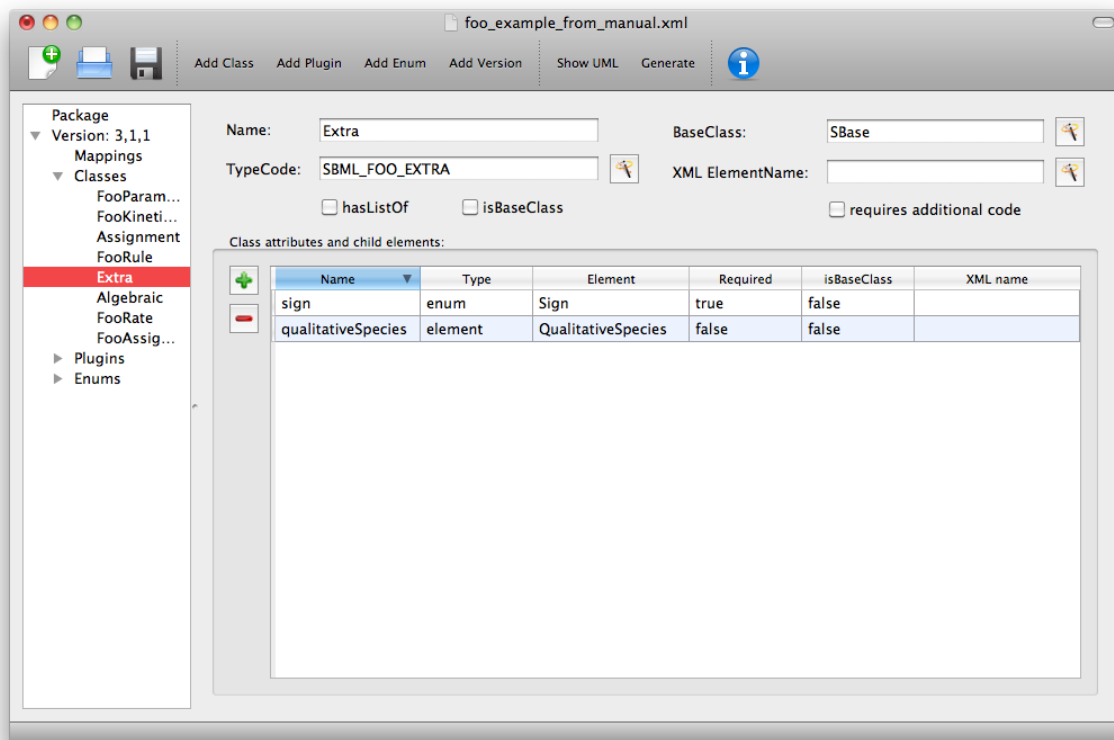 foo_example_from_manual.xml
Add Class Add Plugin Add Enum Add Version Show UML Generate
Package
Version: 3,1,1
Mappings
Classes
FooParam...
FooKineti...
Assignment
FooRule
Extra
Algebraic
FooRate
FooAssig...
Plugins
Enums
Name: Extra BaseClass: SBase
TypeCode: SBML_FOO_EXTRA XML ElementName:
hasListOf isBaseClass requires additional code
Class attributes and child elements:
Name Type Element Required isBaseClass XML name
sign enum Sign true false
qualitativeSpecies element QualitativeSpecies false false